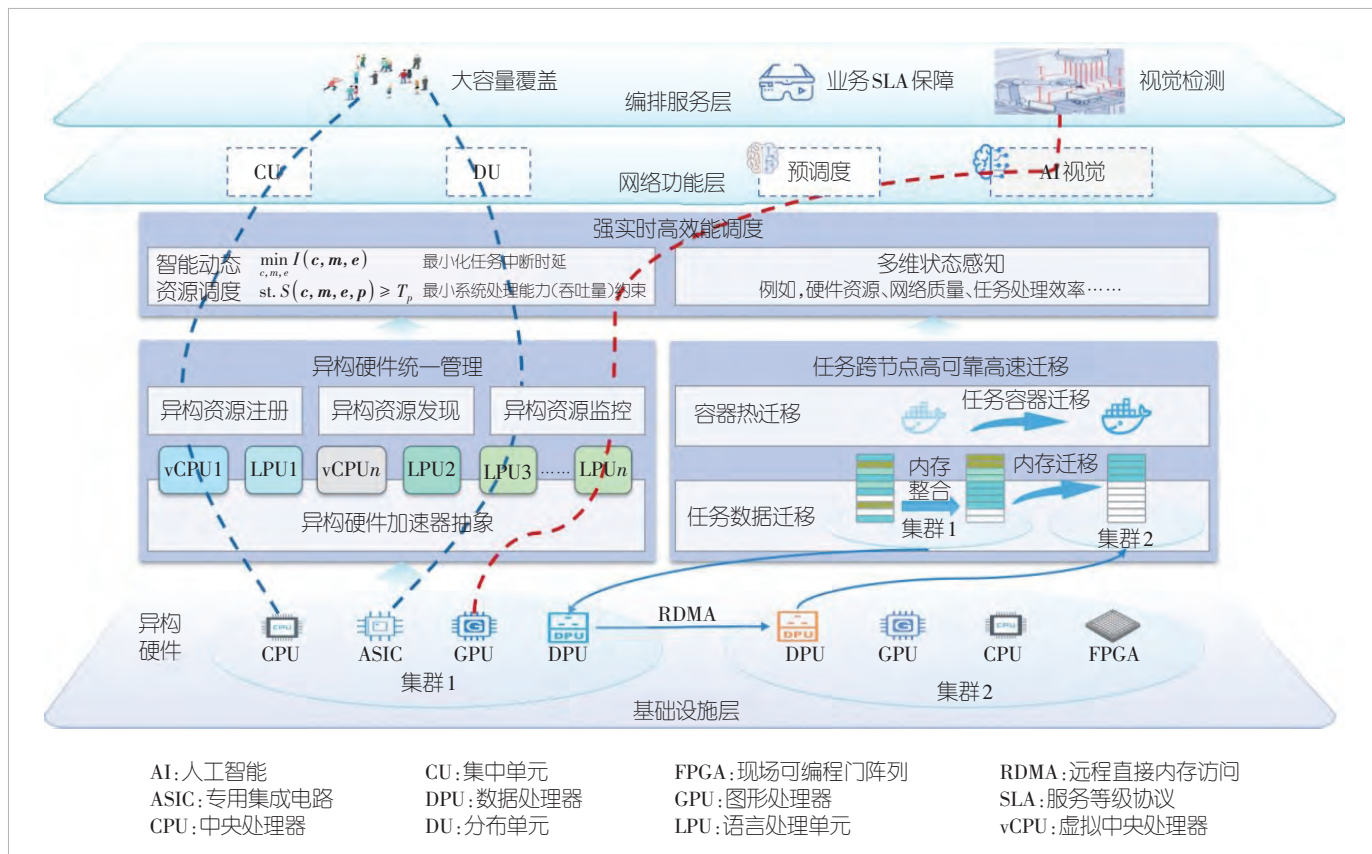 大容量覆盖
业务SLA保障
视觉检测
编排服务层
CU
DU
预调度
AI视觉
网络功能层
强实时高效能调度
智能动态
资源调度
min I(c, m, e)
c, m, e
最小化任务中断时延
st. S(c, m, e, p) ≥ Tp
最小系统处理能力(吞吐量)约束
多维状态感知
例如,硬件资源、网络质量、任务处理效率……
异构硬件统一管理
异构资源注册
异构资源发现
异构资源监控
vCPU1
LPU1
vCPUn
LPU2
LPU3
……
LPUn
异构硬件加速器抽象
任务跨节点高可靠高速迁移
容器热迁移
任务容器迁移
任务数据迁移
内存
整合
内存迁移
集群1
集群2
异构
硬件
CPU
CPU
ASIC
G
GPU
DPU
DPU
RDMA
DPU
DPU
G
GPU
CPU
CPU
FPGA
集群1
集群2
基础设施层
AI:人工智能
ASIC:专用集成电路
CPU:中央处理器
CU:集中单元
DPU:数据处理器
DU:分布单元
FPGA:现场可编程门阵列
GPU:图形处理器
LPU:语言处理单元
RDMA:远程直接内存访问
SLA:服务等级协议
vCPU:虚拟中央处理器